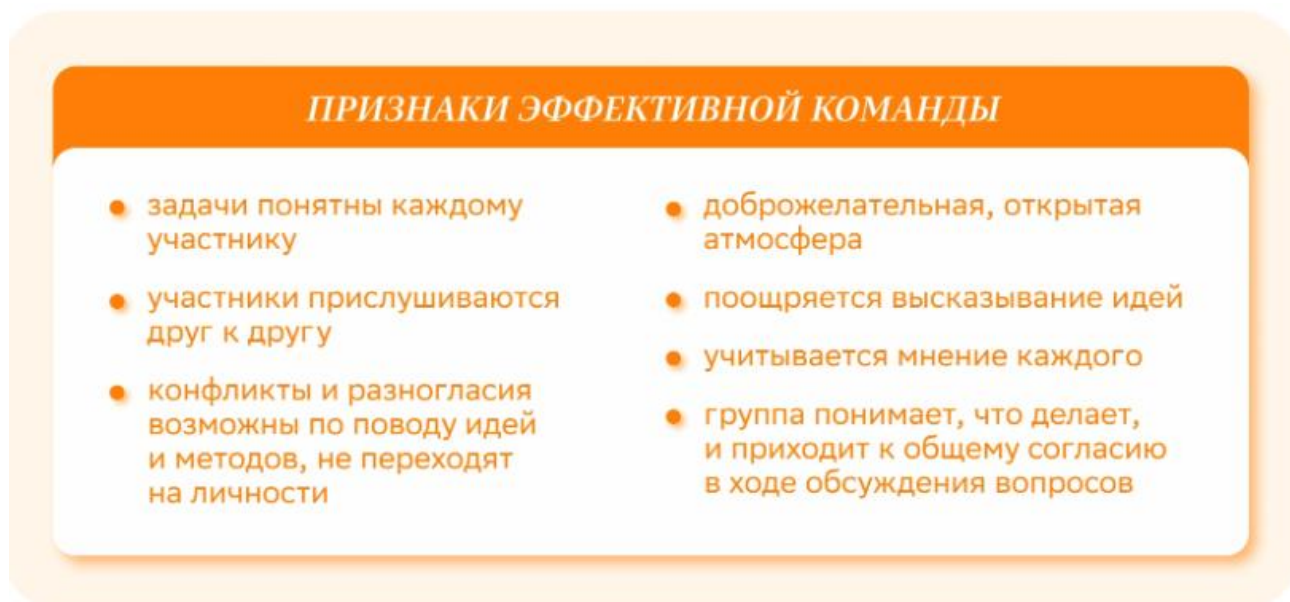 ПРИЗНАКИ ЭФФЕКТИВНОЙ КОМАНДЫ
задачи понятны каждому
участнику
участники прислушиваются
друг к другу
конфликты и разногласия
возможны по поводу идей
и методов, не переходят
на личности
доброжелательная, открытая
атмосфера
поощряется высказывание идей
учитывается мнение каждого
группа понимает, что делает,
и приходит к общему согласию
в ходе обсуждения вопросов